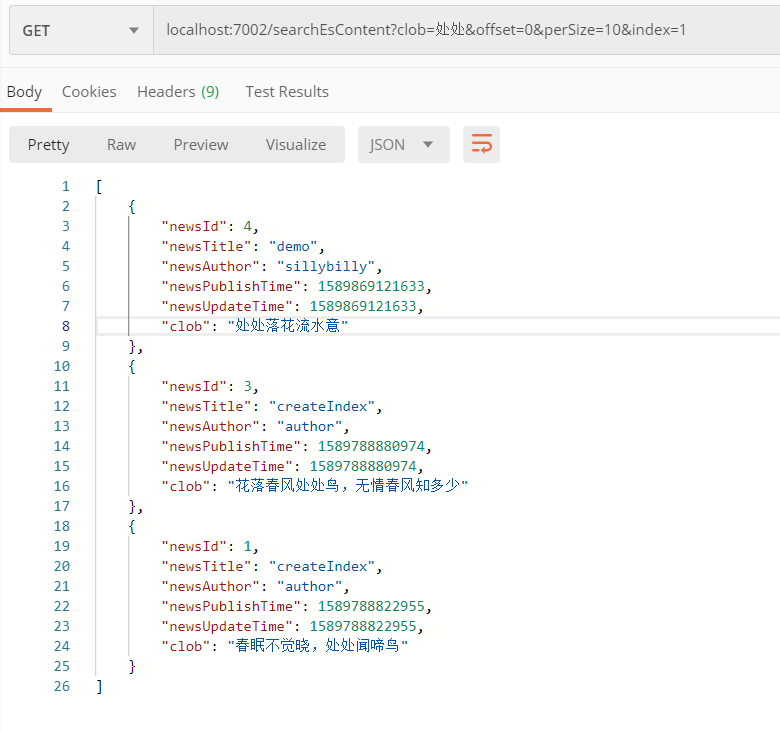 GET localhost:7002/searchEsContent?clob=处处&offset=0&perSize=10&index=1
Body Cookies Headers (9) Test Results
Pretty Raw Preview Visualize JSON
1 [
2 {
3 "newsId": 4,
4 "newsTitle": "demo",
5 "newsAuthor": "sillybilly",
6 "newsPublishTime": 1589869121633,
7 "newsUpdateTime": 1589869121633,
8 "clob": "处处落花流水意"
9 },
10 {
11 "newsId": 3,
12 "newsTitle": "createIndex",
13 "newsAuthor": "author",
14 "newsPublishTime": 1589788880974,
15 "newsUpdateTime": 1589788880974,
16 "clob": "花落春风处处鸟，无情春风知多少"
17 },
18 {
19 "newsId": 1,
20 "newsTitle": "createIndex",
21 "newsAuthor": "author",
22 "newsPublishTime": 1589788822955,
23 "newsUpdateTime": 1589788822955,
24 "clob": "春眠不觉晓，处处闻啼鸟"
25 }
26 ]